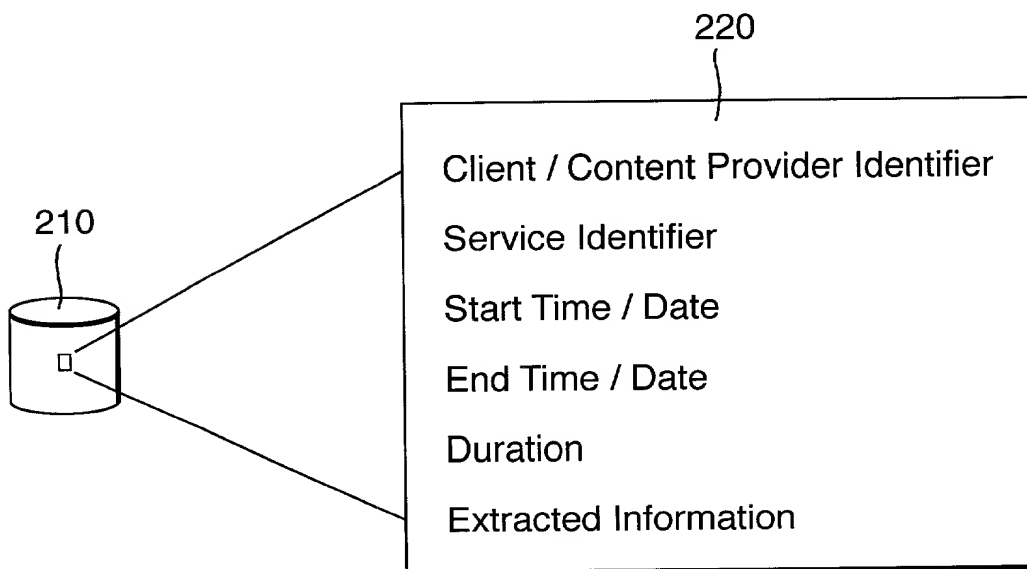 220
210
Client / Content Provider Identifier
Service Identifier
Start Time / Date
End Time / Date
Duration
Extracted Information